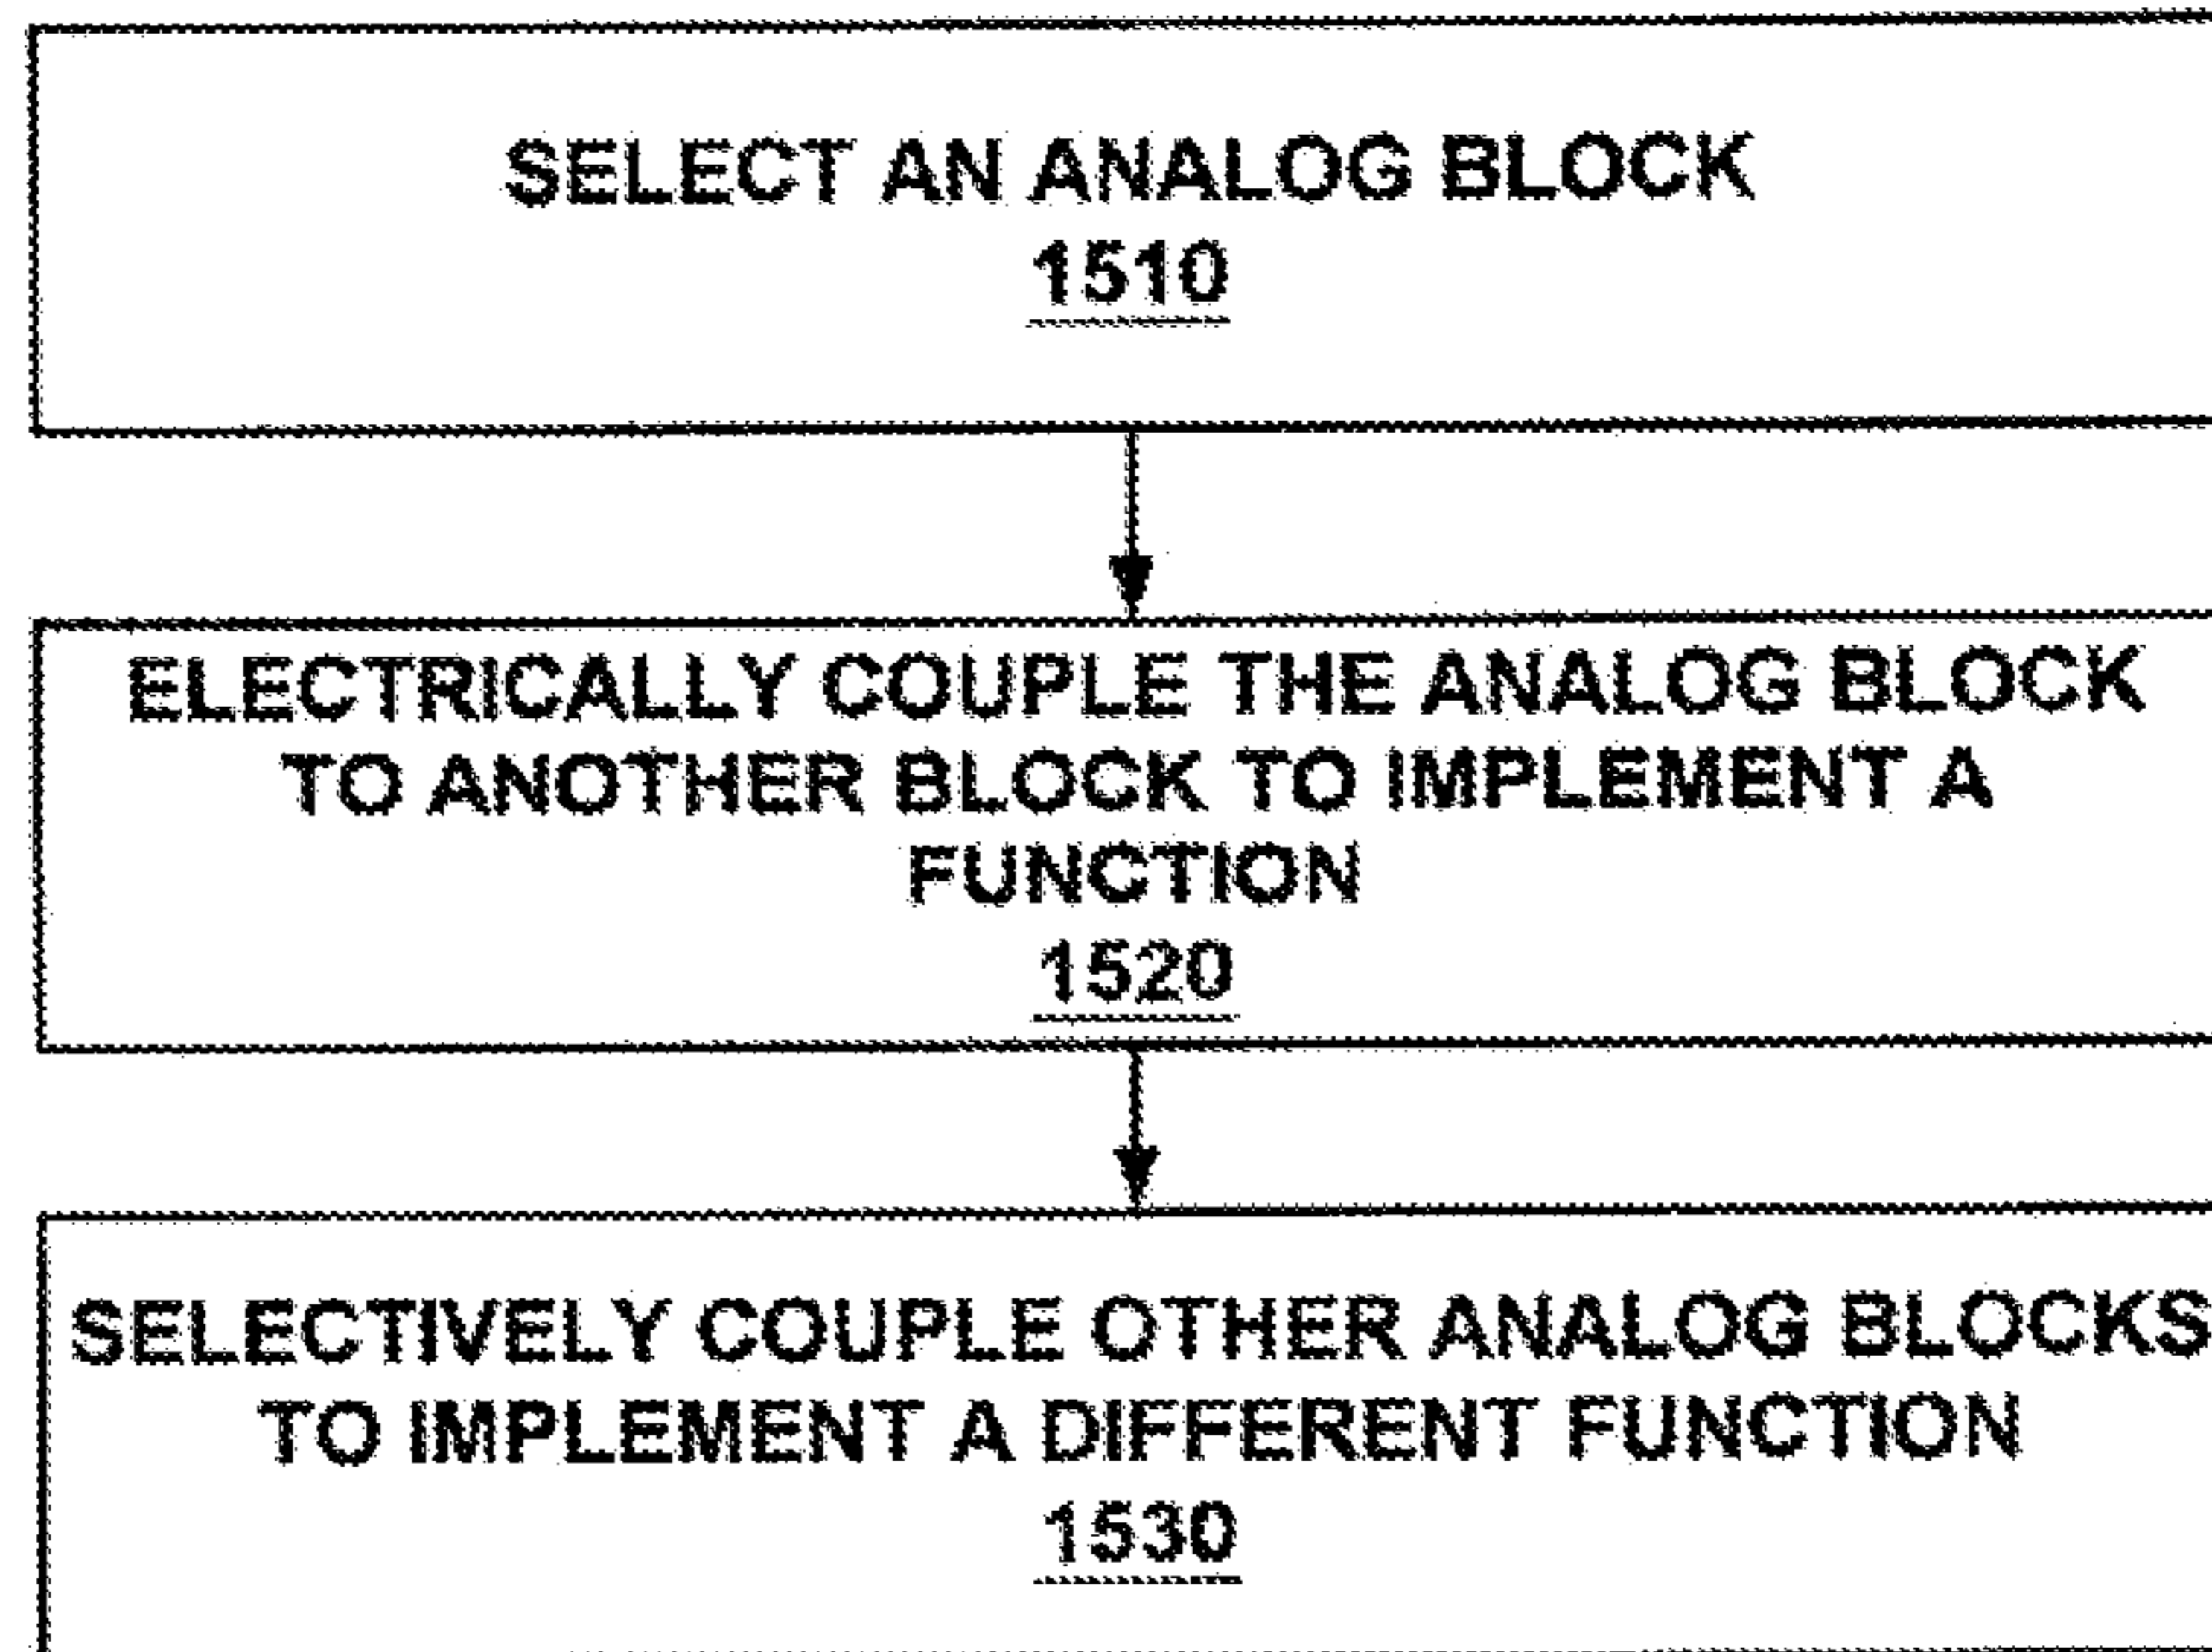 SELECT AN ANALOG BLOCK
1510
ELECTRICALLY COUPLE THE ANALOG BLOCK
TO ANOTHER BLOCK TO IMPLEMENT A
FUNCTION
1520
SELECTIVELY COUPLE OTHER ANALOG BLOCKS
TO IMPLEMENT A DIFFERENT FUNCTION
1530